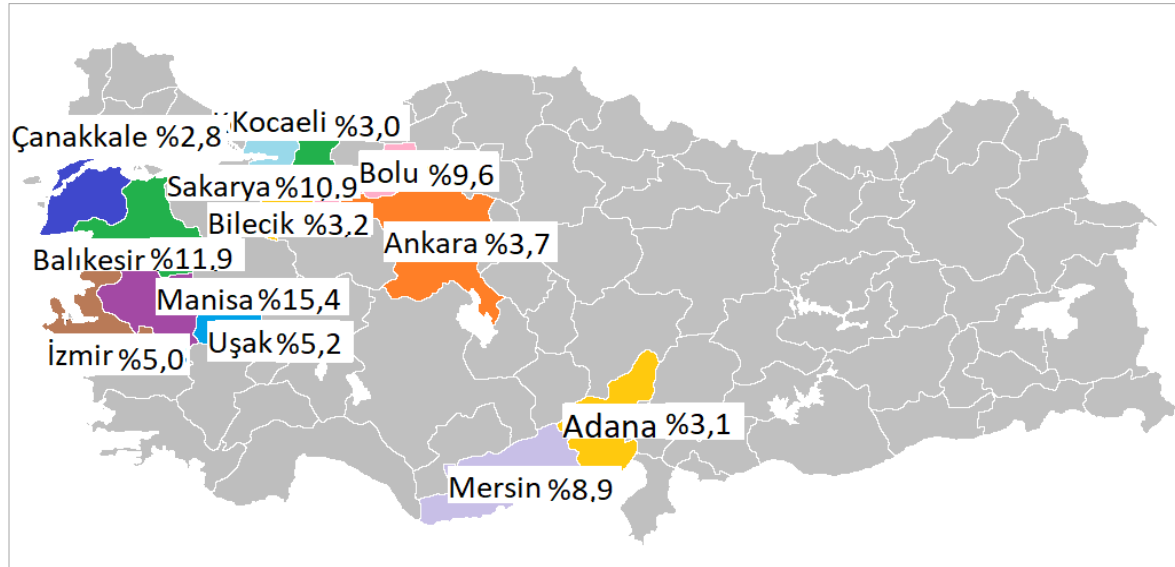 Kocaeli %3,0
Çanakkale %2,8
Bolu %9,6
Sakarya %10,9
Bilecik %3,2
Ankara %3,7
Balıkesir %11,9
Manisa %15,4
Uşak %5,2
İzmir %5,0
Adana %3,1
Mersin %8,9